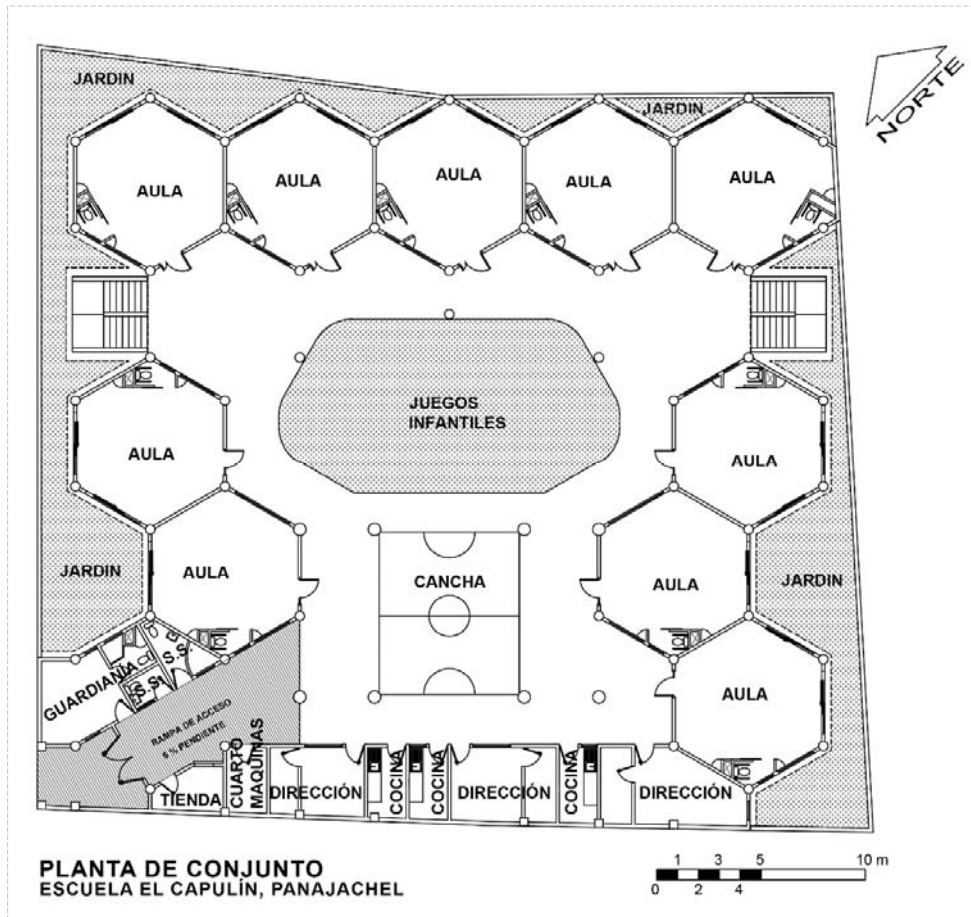 JARDIN
JARDIN
NORTE
AULA
AULA
AULA
AULA
AULA
JUEGOS
INFANTILES
AULA
AULA
JARDIN
AULA
CANCHA
AULA
JARDIN
S.S.
S.S.
GUARDIANÍA
AULA
RAMPA DE ACCESO
6 % PENDIENTE
TIENDA
CUARTO
MAQUINAS
DIRECCIÓN
COCINA
COCINA
DIRECCIÓN
COCINA
DIRECCIÓN
PLANTA DE CONJUNTO
ESCUELA EL CAPULÍN, PANAJACHEL
1 3 5 10 m
0 2 4